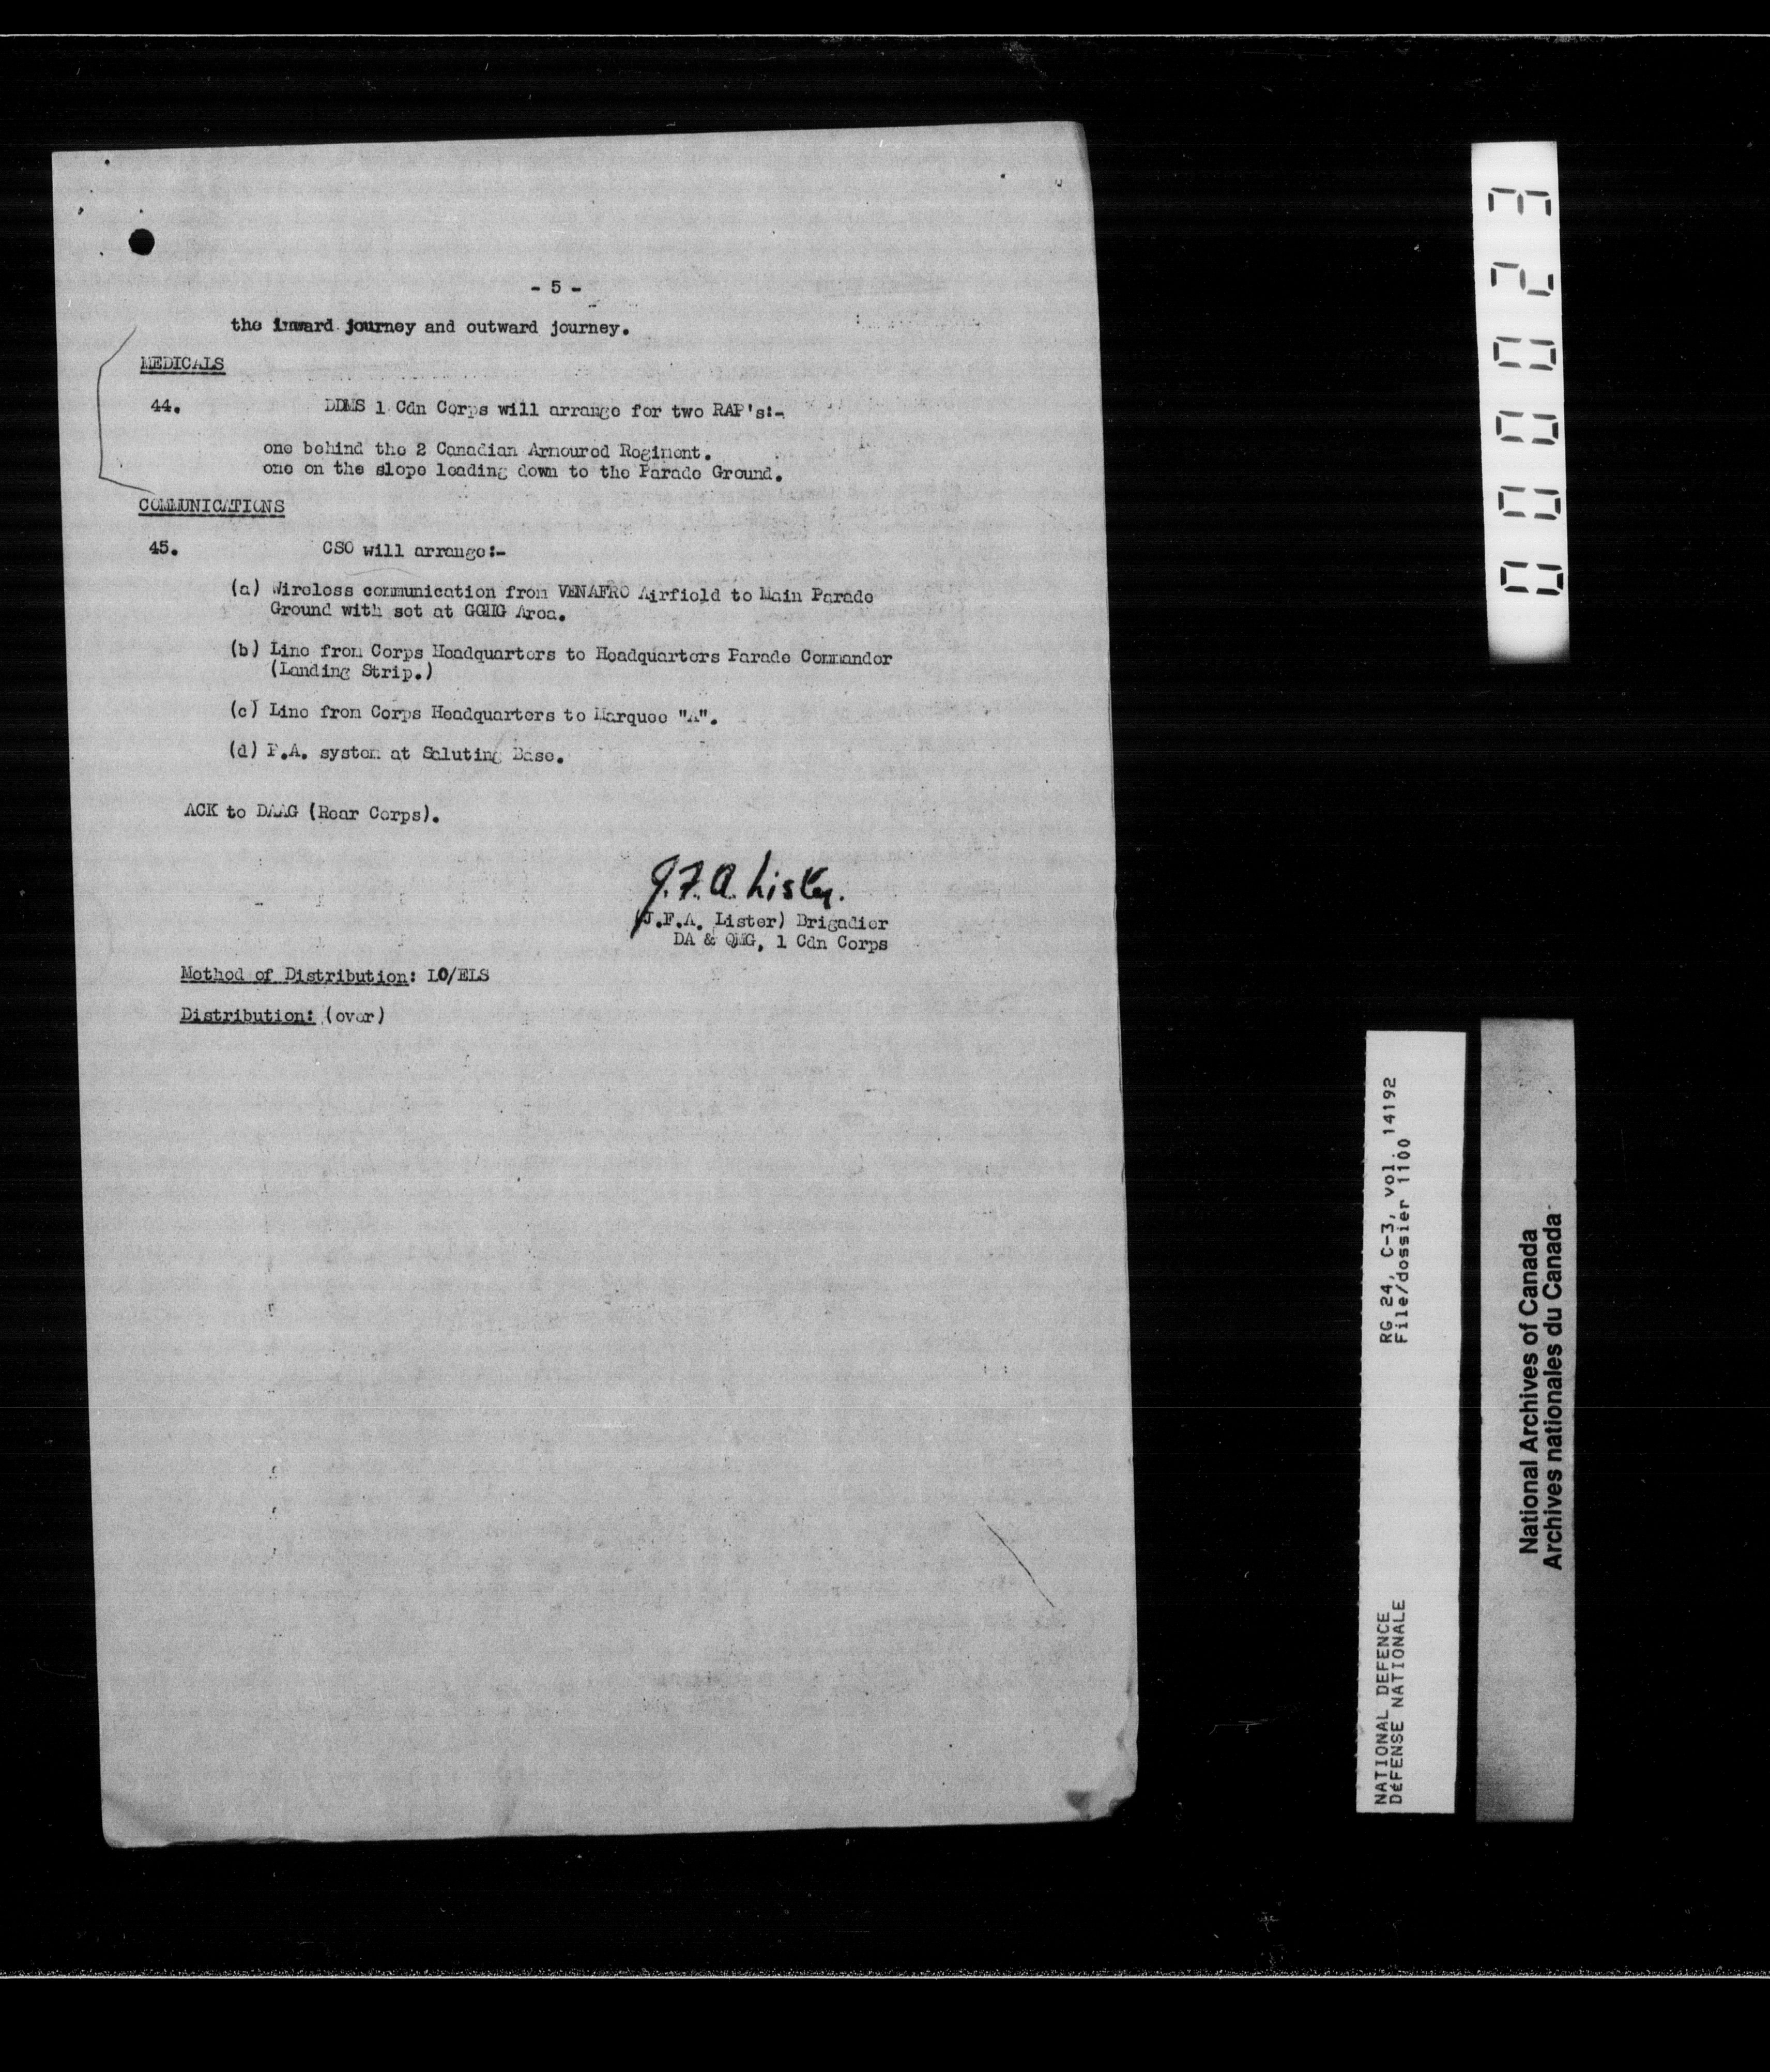 - 5 -
the inward journey and outward journey.
MEDICALS
44. DDMS 1 Cdn Corps will arrange for two RAP's:-
one behind the 2 Canadian Armoured Regiment.
one on the slope leading down to the Parade Ground.
COMMUNICATIONS
45. CSO will arrange:-
(a) Wireless communication from VENAFRO Airfield to Main Parade
Ground with set at GGHG Area.
(b) Line from Corps Headquarters to Headquarters Parade Commander
(Landing Strip.)
(c) Line from Corps Headquarters to Marquee "A".
(d) P.A. system at Saluting Base.
ACK to DAAG (Rear Corps).
J.F.A. Lister.
(J.F.A. Lister) Brigadier
DA & QMG, 1 Cdn Corps
Method of Distribution: LO/ELS
Distribution: (over)
000023
RG 24, C-3, vol. 14192
File/dossier 1100
NATIONAL DEFENCE
DéFENSE NATIONALE
National Archives of Canada
Archives nationales du Canada